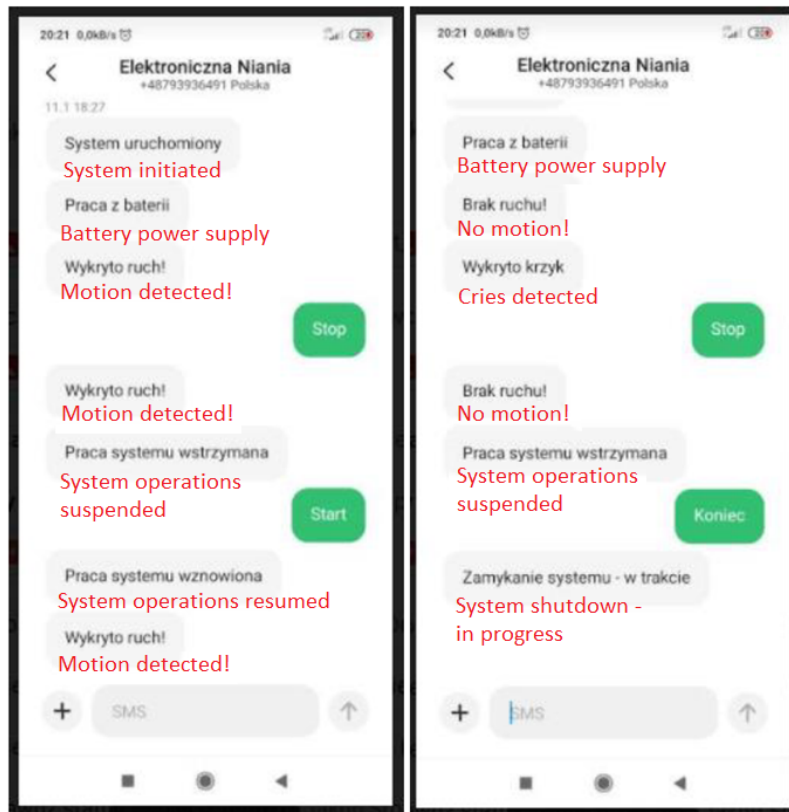 20:21 0,0kB/s
Elektroniczna Niania
+48793936491 Polska
11.1 18:27
System uruchomiony
System initiated
Praca z baterii
Battery power supply
Wykryto ruch!
Motion detected!
Stop
Wykryto ruch!
Motion detected!
Praca systemu wstrzymana
System operations
suspended
Start
Praca systemu wznowiona
System operations resumed
Wykryto ruch!
Motion detected!
SMS
20:21 0,0kB/s
Elektroniczna Niania
+48793936491 Polska
Praca z baterii
Battery power supply
Brak ruchu!
No motion!
Wykryto krzyk
Cries detected
Stop
Brak ruchu!
No motion!
Praca systemu wstrzymana
System operations
suspended
Koniec
Zamykanie systemu - w trakcie
System shutdown -
in progress
SMS